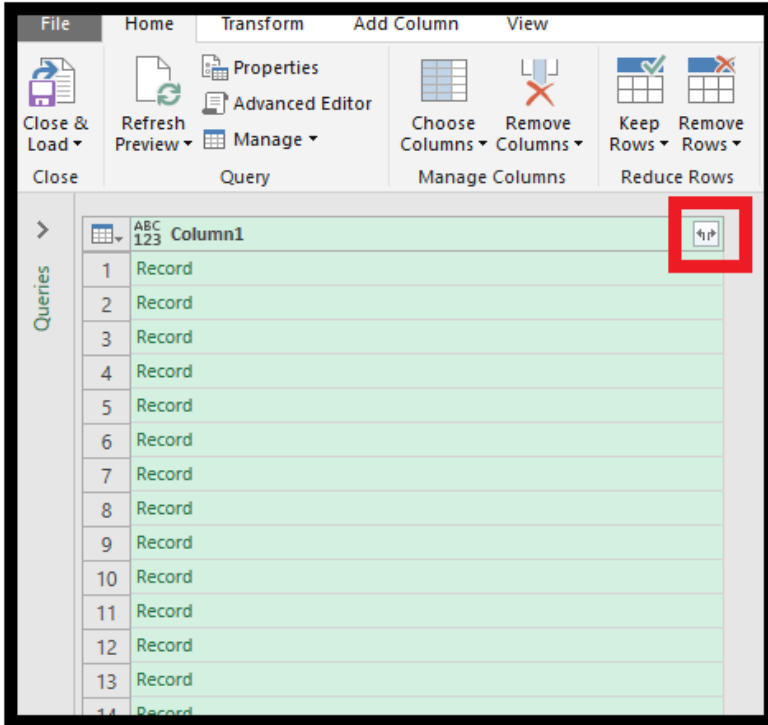 File Home Transform Add Column View
Properties
Advanced Editor
Manage
Close & Load
Refresh Preview
Choose Columns
Remove Columns
Keep Rows
Remove Rows
Close Query Manage Columns Reduce Rows
Queries
ABC 123 Column1
1 Record
2 Record
3 Record
4 Record
5 Record
6 Record
7 Record
8 Record
9 Record
10 Record
11 Record
12 Record
13 Record
14 Record